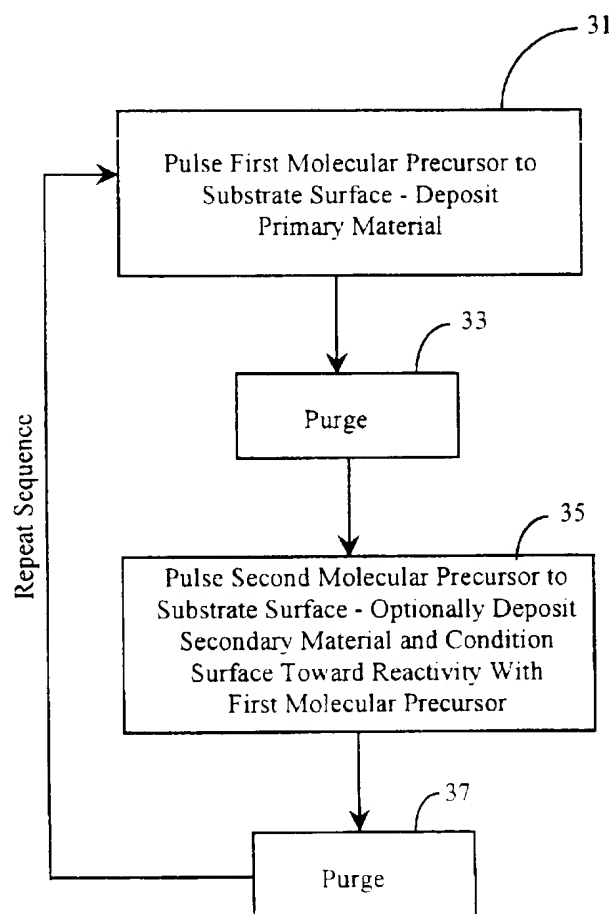 31
Pulse First Molecular Precursor to
Substrate Surface - Deposit
Primary Material
33
Purge
Repeat Sequence
35
Pulse Second Molecular Precursor to
Substrate Surface - Optionally Deposit
Secondary Material and Condition
Surface Toward Reactivity With
First Molecular Precursor
37
Purge